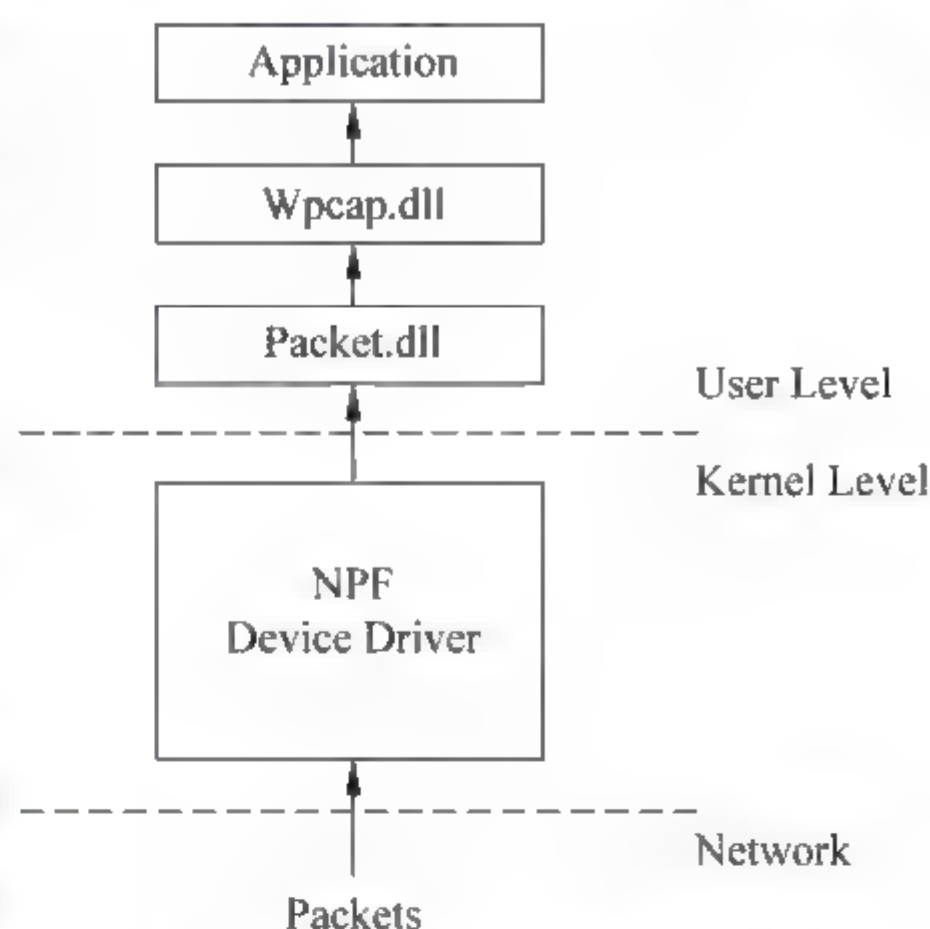 Application
Wpcap.dll
Packet.dll
User Level
Kernel Level
NPF
Device Driver
Network
Packets